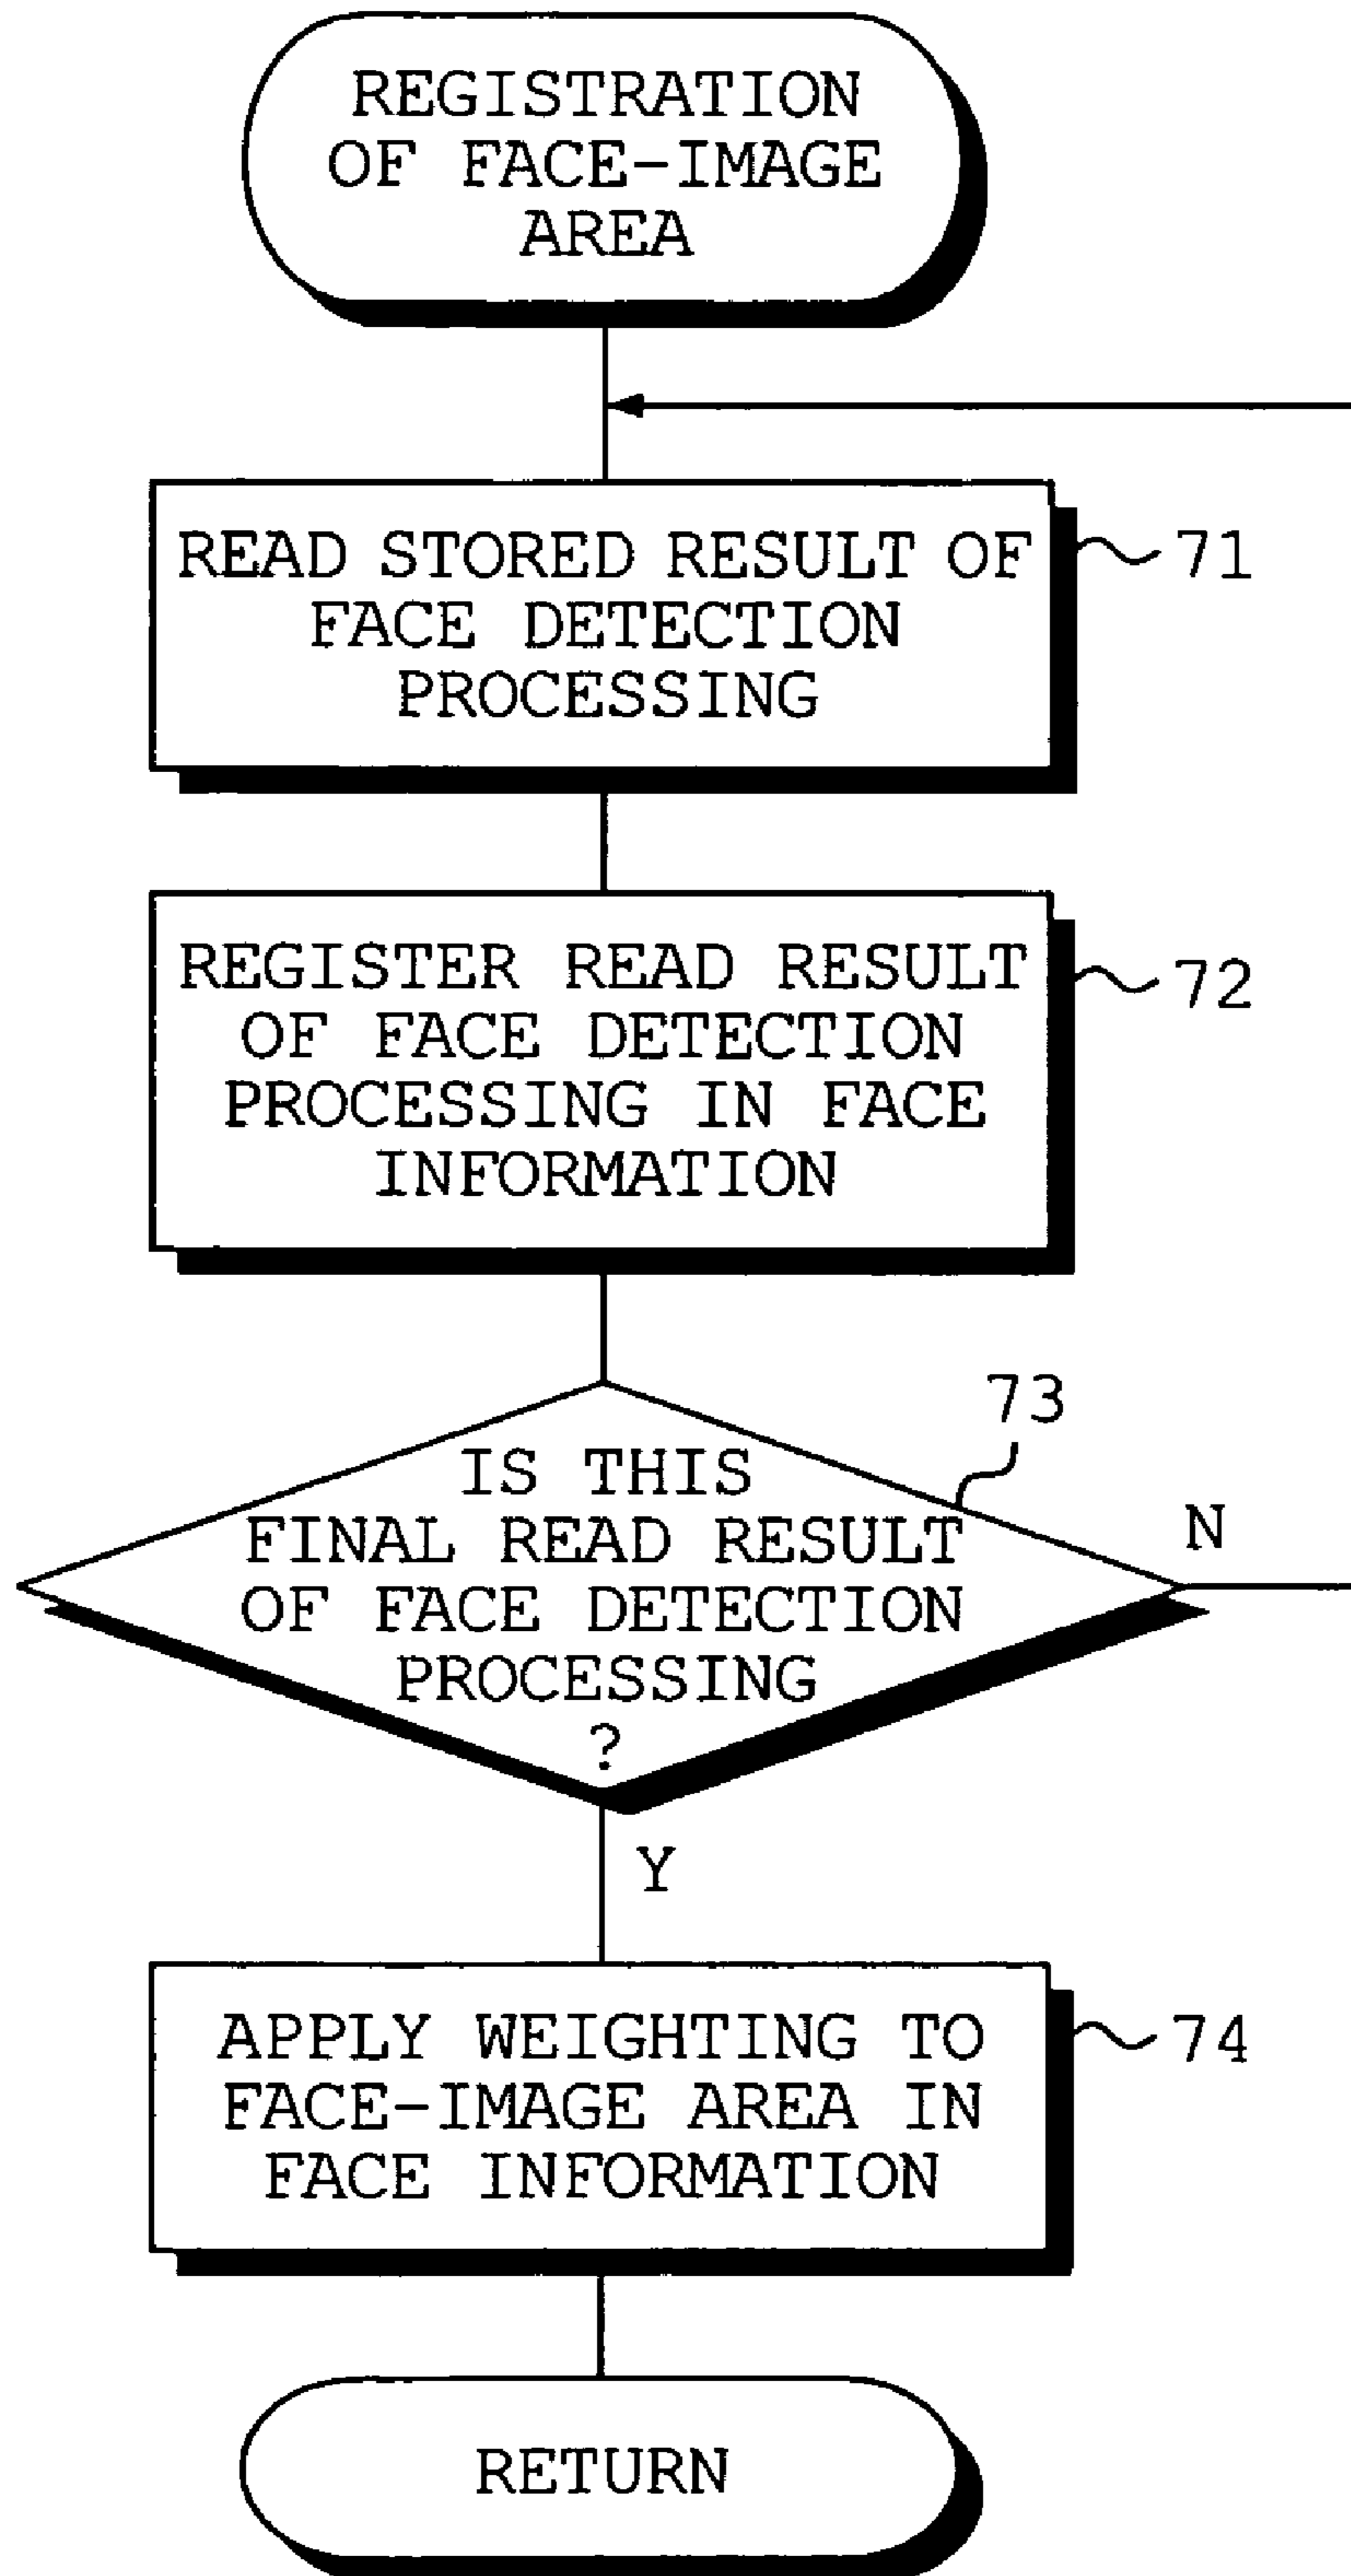 REGISTRATION
OF FACE-IMAGE
AREA
READ STORED RESULT OF
FACE DETECTION
PROCESSING
71
REGISTER READ RESULT
OF FACE DETECTION
PROCESSING IN FACE
INFORMATION
72
73
IS THIS
FINAL READ RESULT
OF FACE DETECTION
PROCESSING
?
N
Y
APPLY WEIGHTING TO
FACE-IMAGE AREA IN
FACE INFORMATION
74
RETURN